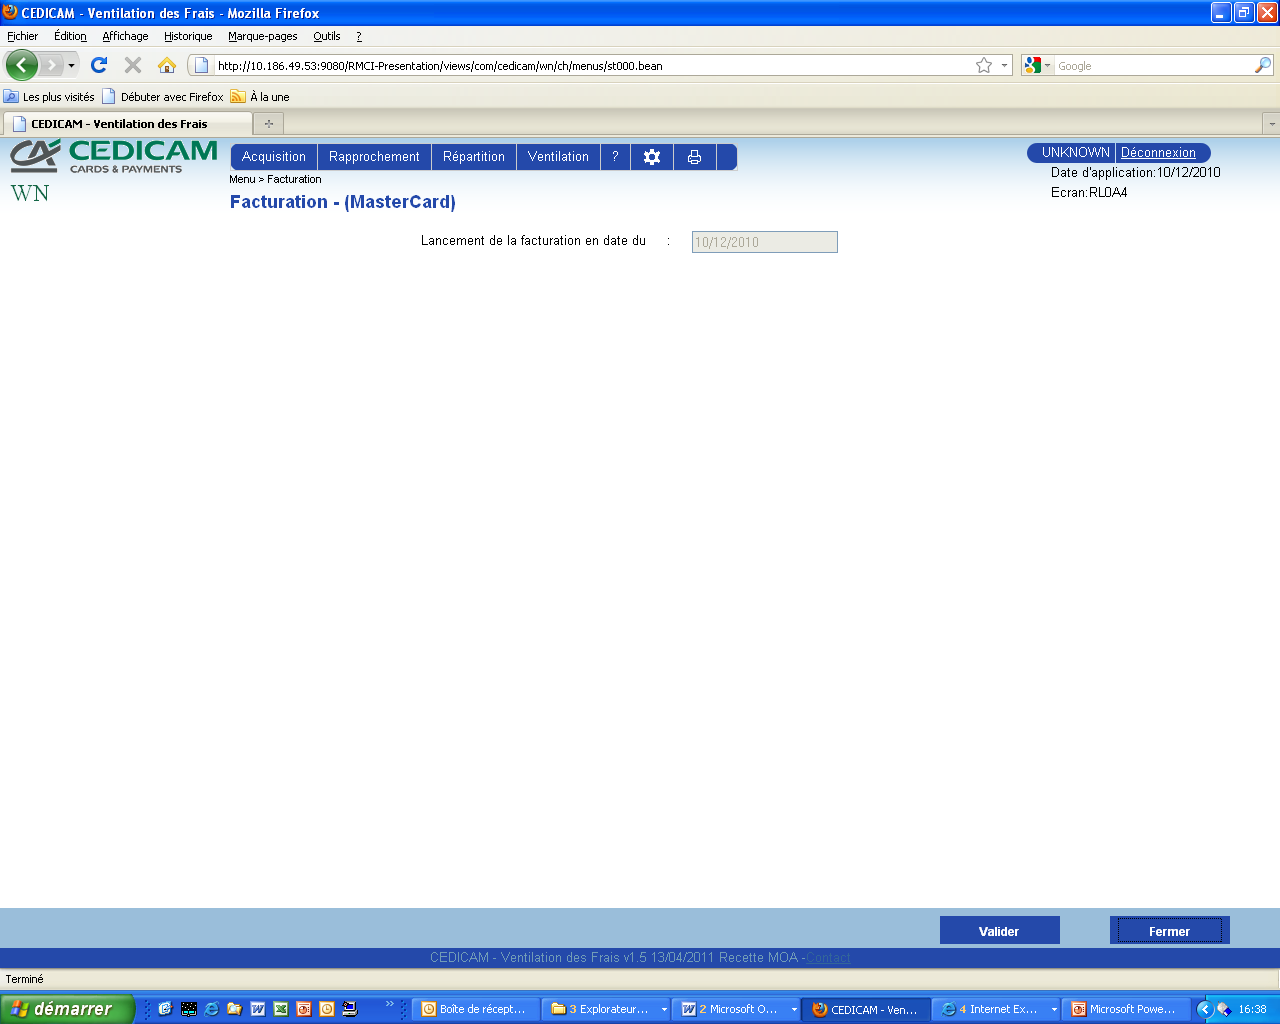 CEDICAM - Ventilation des Frais - Mozilla Firefox
Fichier Édition Affichage Historique Marque-pages Outils ?
http://10.186.49.53:9080/RMCI-Presentation/views/com/cedicam/wn/ch/menus/st000.bean
Google
Les plus visités Débuter avec Firefox À la une
CEDICAM - Ventilation des Frais
CEDICAM
CARDS & PAYMENTS
WN
Acquisition Rapprochement Répartition Ventilation ?
UNKNOWN Déconnexion
Date d'application:10/12/2010
Ecran:RL0A4
Menu > Facturation
Facturation - (MasterCard)
Lancement de la facturation en date du : 10/12/2010
Valider Fermer
CEDICAM - Ventilation des Frais v1.5 13/04/2011 Recette MOA -Contact
Terminé
démarrer
Boîte de récept...
3 Explorateur...
2 Microsoft O...
CEDICAM - Ven...
4 Internet Ex...
Microsoft Powe...
16:38